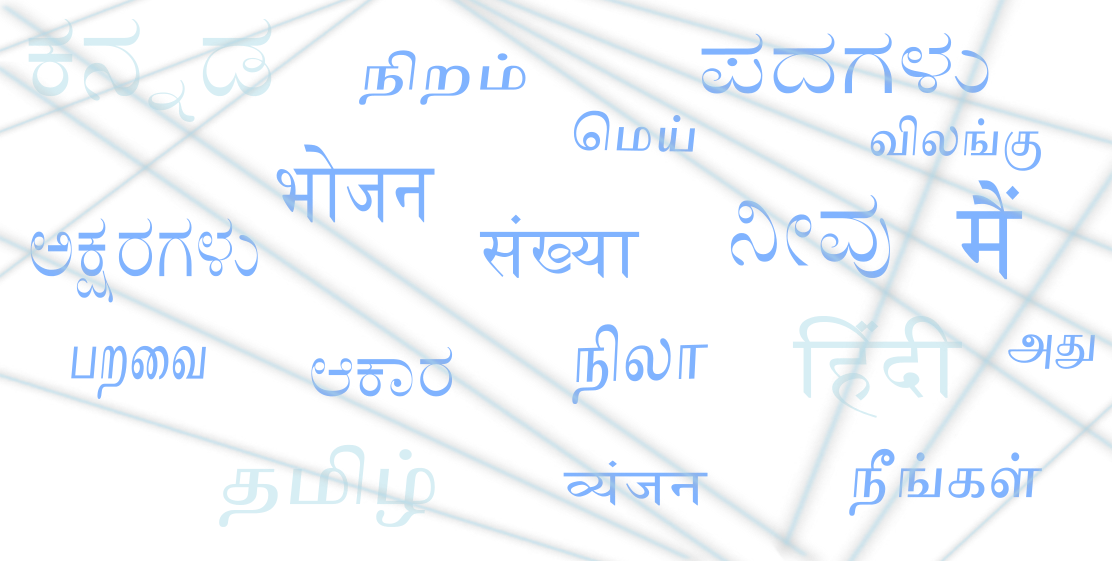 ಕನ್ನಡ
நிறம்
ಪದಗಳು
மெய்
விலங்கு
भोजन
ಅಕ್ಷರಗಳು
संख्या
ನೀವು
मैं
பறவை
ಆಕಾರ
நிலா
हिंदी
அது
தமிழ்
व्यंजन
நீங்கள்